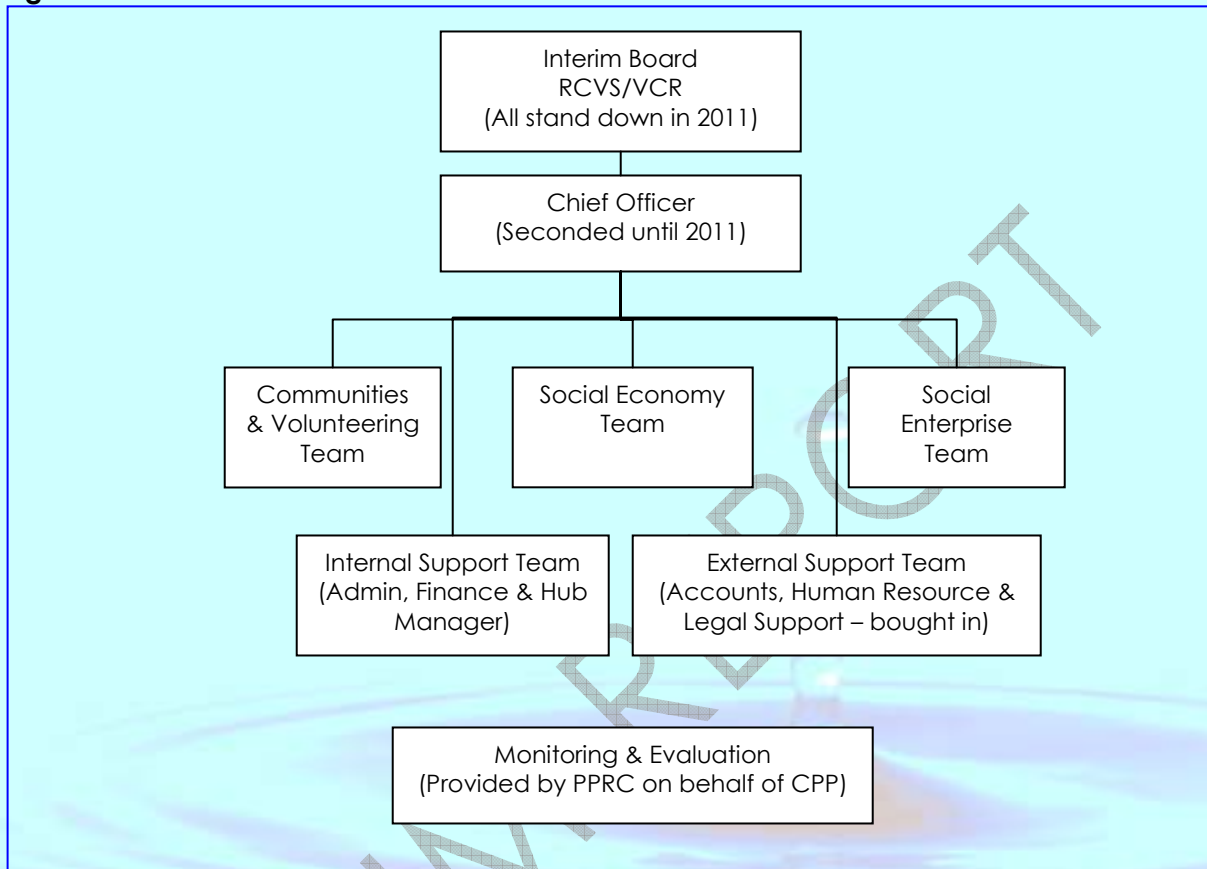 Interim Board
RCVS/VCR
(All stand down in 2011)
Chief Officer
(Seconded until 2011)
Communities
& Volunteering
Team
Social Economy
Team
Social
Enterprise
Team
Internal Support Team
(Admin, Finance & Hub
Manager)
External Support Team
(Accounts, Human Resource &
Legal Support – bought in)
Monitoring & Evaluation
(Provided by PPRC on behalf of CPP)
M REPORT